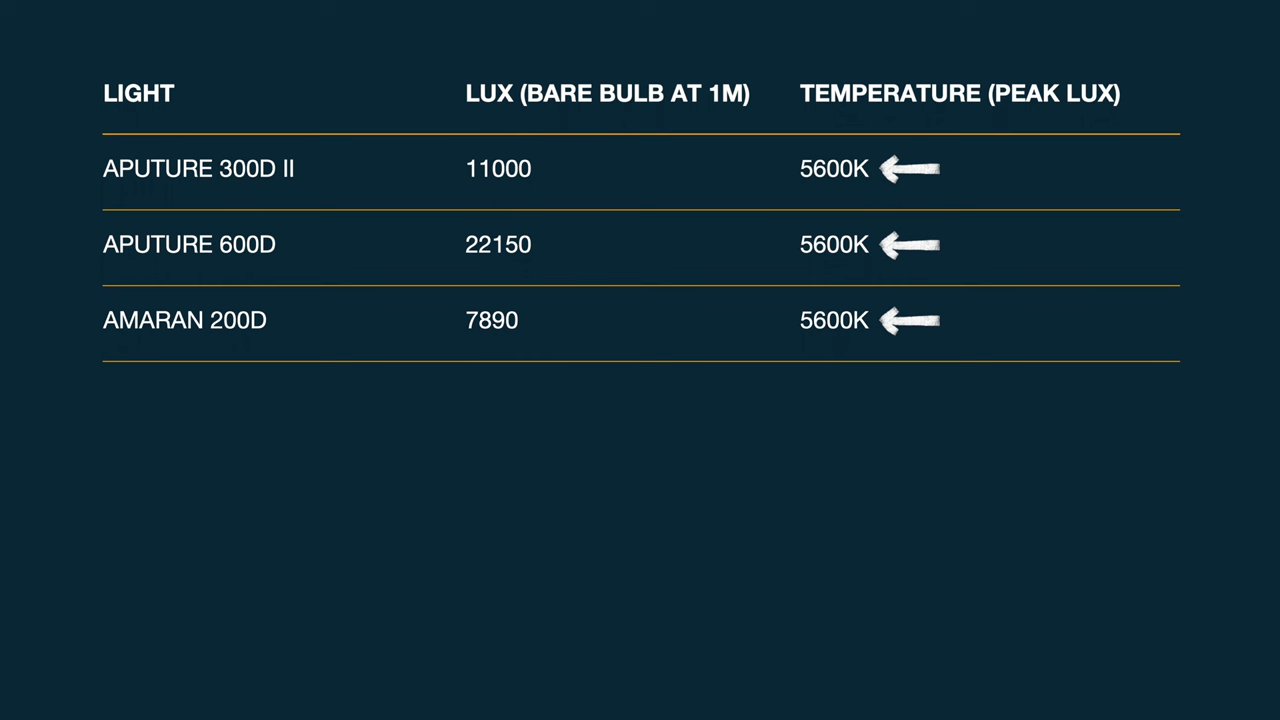 LIGHT LUX (BARE BULB AT 1M) TEMPERATURE (PEAK LUX)
APUTURE 300D II 11000 5600K
APUTURE 600D 22150 5600K
AMARAN 200D 7890 5600K